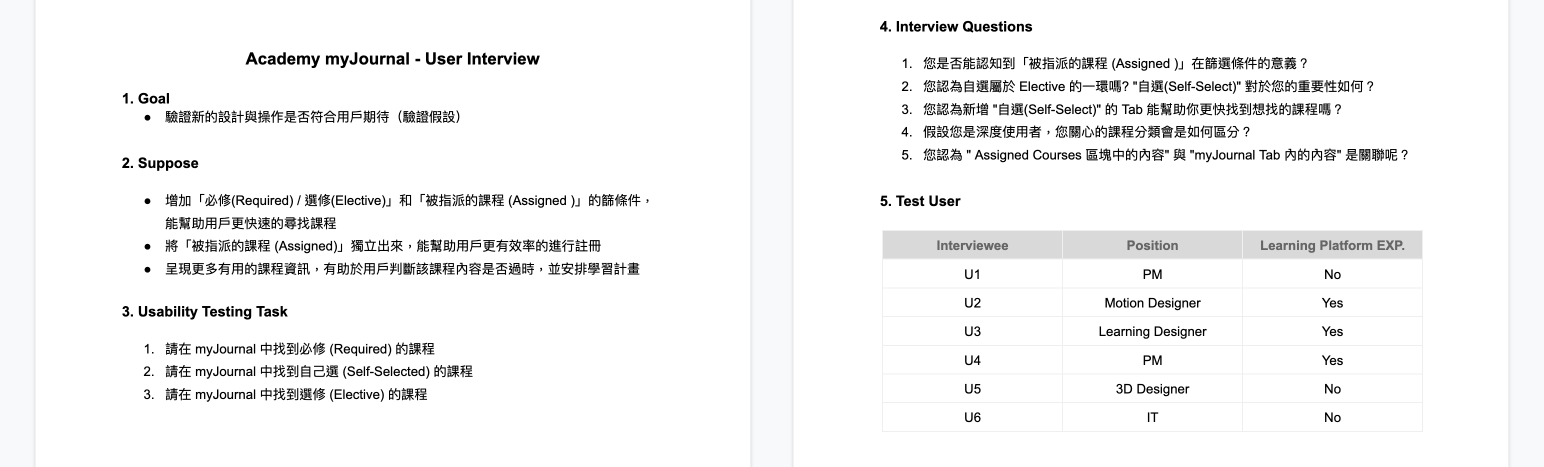 Academy myJournal - User Interview
1. Goal
● 驗證新的設計與操作是否符合用戶期待（驗證假設）
2. Suppose
● 增加「必修(Required) / 選修(Elective)」和「被指派的課程 (Assigned )」的篩條件，
能幫助用戶更快速的尋找課程
● 將「被指派的課程 (Assigned)」獨立出來，能幫助用戶更有效率的進行註冊
● 呈現更多有用的課程資訊，有助於用戶判斷該課程內容是否過時，並安排學習計畫
3. Usability Testing Task
1. 請在 myJournal 中找到必修 (Required) 的課程
2. 請在 myJournal 中找到自己選 (Self-Selected) 的課程
3. 請在 myJournal 中找到選修 (Elective) 的課程
4. Interview Questions
1. 您是否能認知到「被指派的課程 (Assigned )」在篩選條件的意義？
2. 您認為自選屬於 Elective 的一環嗎? "自選(Self-Select)" 對於您的重要性如何？
3. 您認為新增 "自選(Self-Select)" 的 Tab 能幫助你更快找到想找的課程嗎？
4. 假設您是深度使用者，您關心的課程分類會是如何區分？
5. 您認為 " Assigned Courses 區塊中的內容" 與 "myJournal Tab 內的內容" 是關聯呢？
5. Test User
Interviewee Position Learning Platform EXP.
U1 PM No
U2 Motion Designer Yes
U3 Learning Designer Yes
U4 PM Yes
U5 3D Designer No
U6 IT No